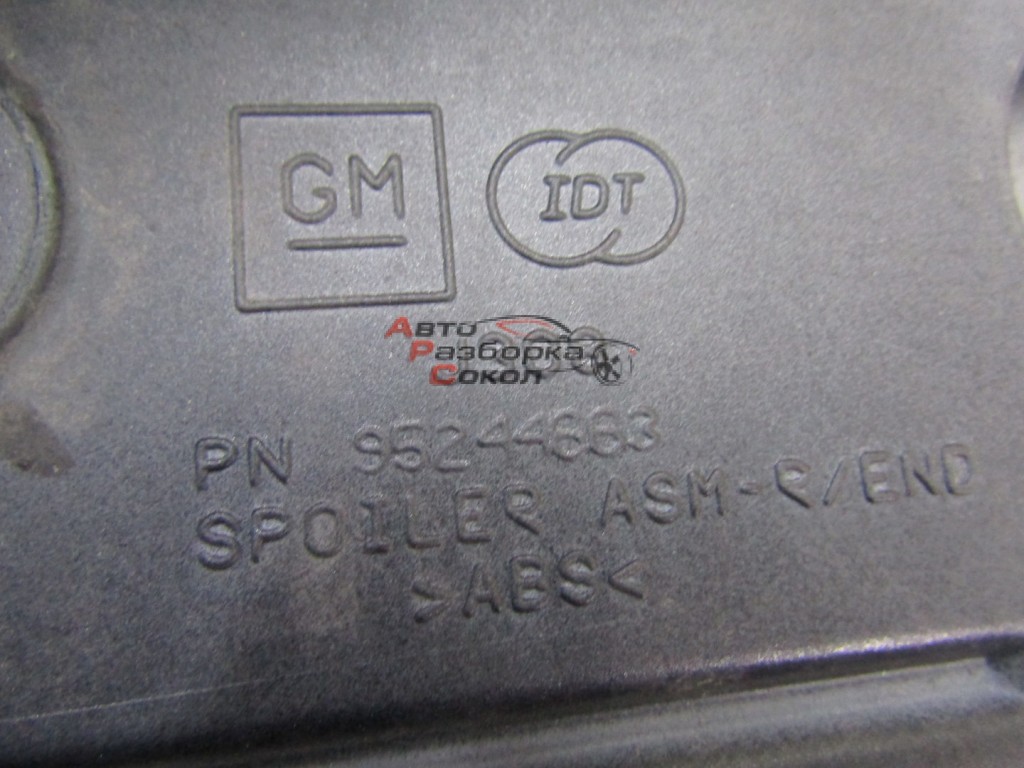 GM
IDT
Авто
Разборка
Сокол
PN 95244663
SPOILER ASM-R/END
>ABS<